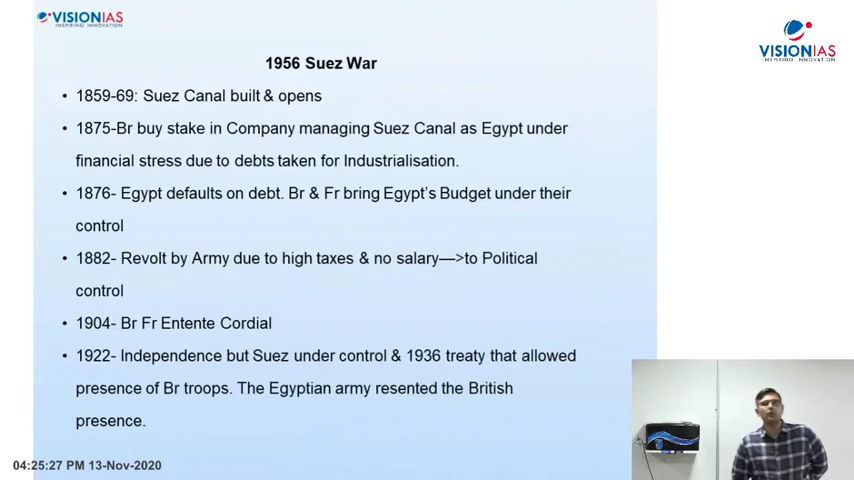 VISIONIAS
INSPIRING INNOVATION
VISIONIAS
INSPIRING INNOVATION
1956 Suez War
• 1859-69: Suez Canal built & opens
• 1875-Br buy stake in Company managing Suez Canal as Egypt under
financial stress due to debts taken for Industrialisation.
• 1876- Egypt defaults on debt. Br & Fr bring Egypt's Budget under their
control
• 1882- Revolt by Army due to high taxes & no salary—>to Political
control
• 1904- Br Fr Entente Cordial
• 1922- Independence but Suez under control & 1936 treaty that allowed
presence of Br troops. The Egyptian army resented the British
presence.
04:25:27 PM 13-Nov-2020